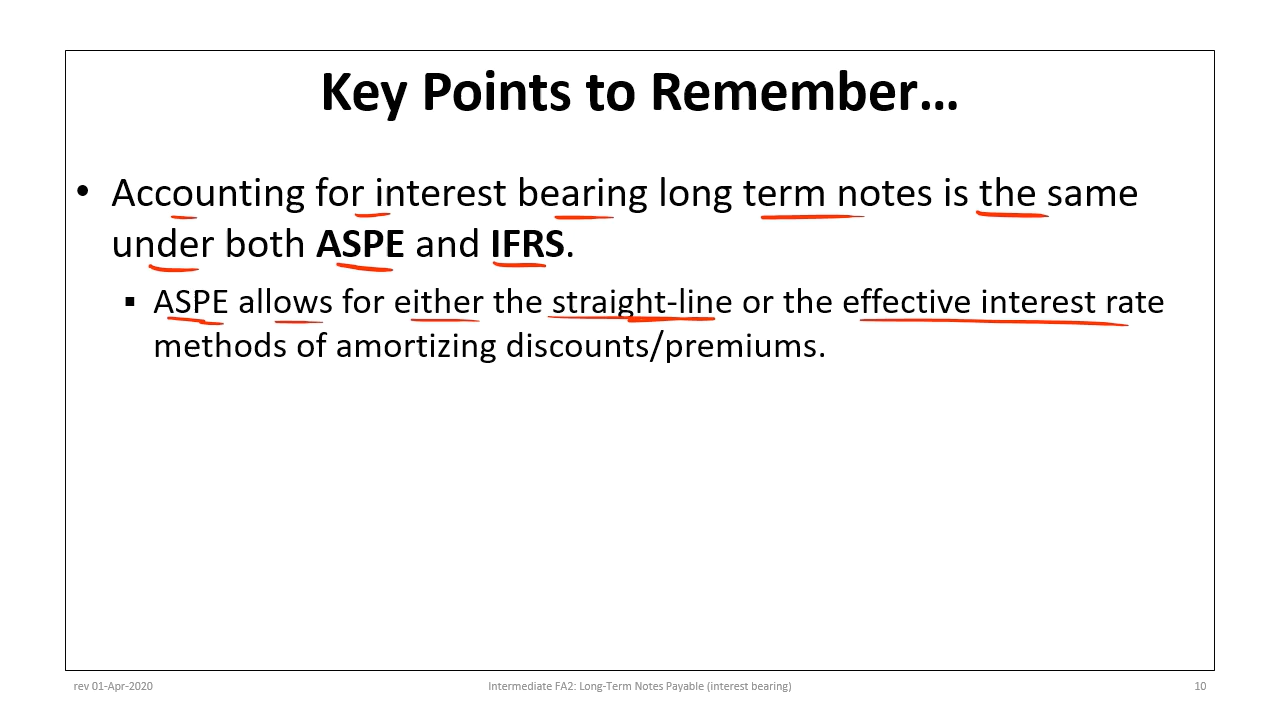 Key Points to Remember…
• Accounting for interest bearing long term notes is the same
under both ASPE and IFRS.
▪ ASPE allows for either the straight-line or the effective interest rate
methods of amortizing discounts/premiums.
rev 01-Apr-2020 Intermediate FA2: Long-Term Notes Payable (interest bearing) 10